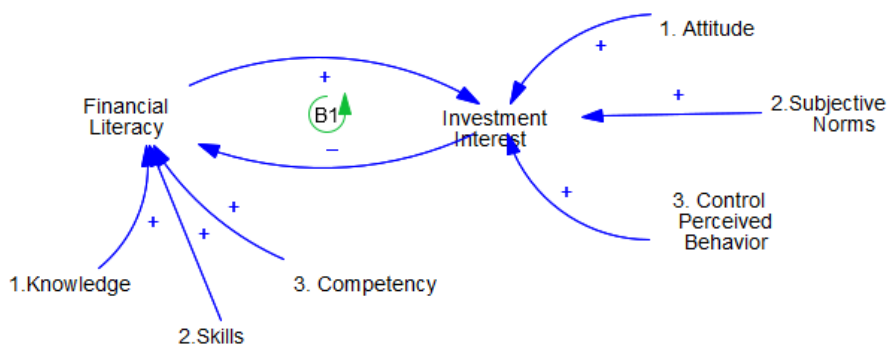 1. Attitude
+
+
Financial
Literacy
B1
Investment
Interest
+
2.Subjective
Norms
–
+
3. Control
Perceived
Behavior
+
+
+
1.Knowledge
3. Competency
2.Skills